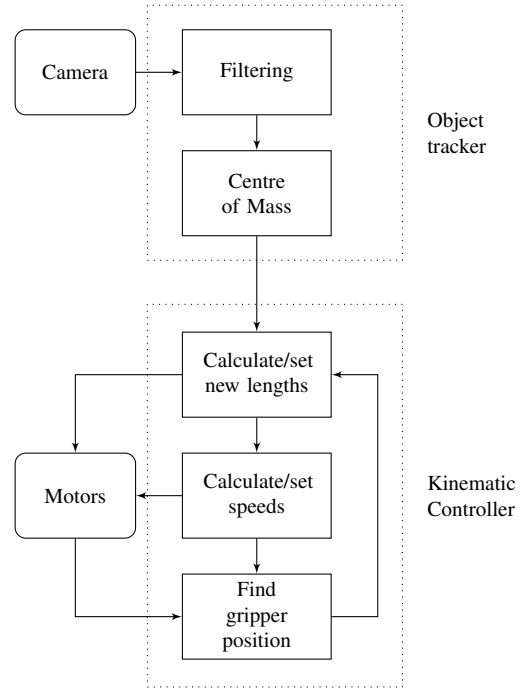 Camera
Filtering
Object
tracker
Centre
of Mass
Calculate/set
new lengths
Motors
Calculate/set
speeds
Kinematic
Controller
Find
gripper
position